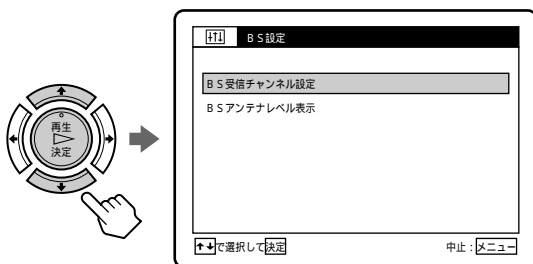 再生
決定
BS設定
BS受信チャンネル設定
BSアンテナレベル表示
↑↓で選択して決定
中止：メニュー